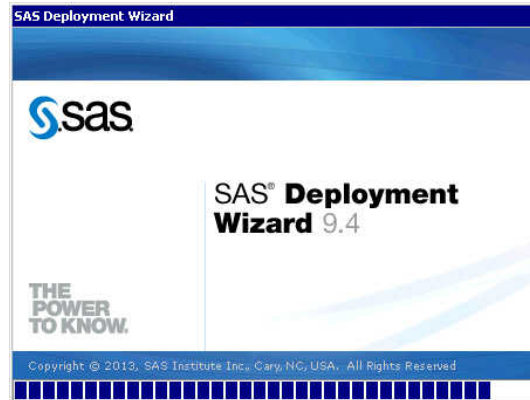 SAS Deployment Wizard
sas
SAS® Deployment
Wizard 9.4
THE
POWER
TO KNOW.
Copyright © 2013, SAS Institute Inc., Cary, NC, USA. All Rights Reserved